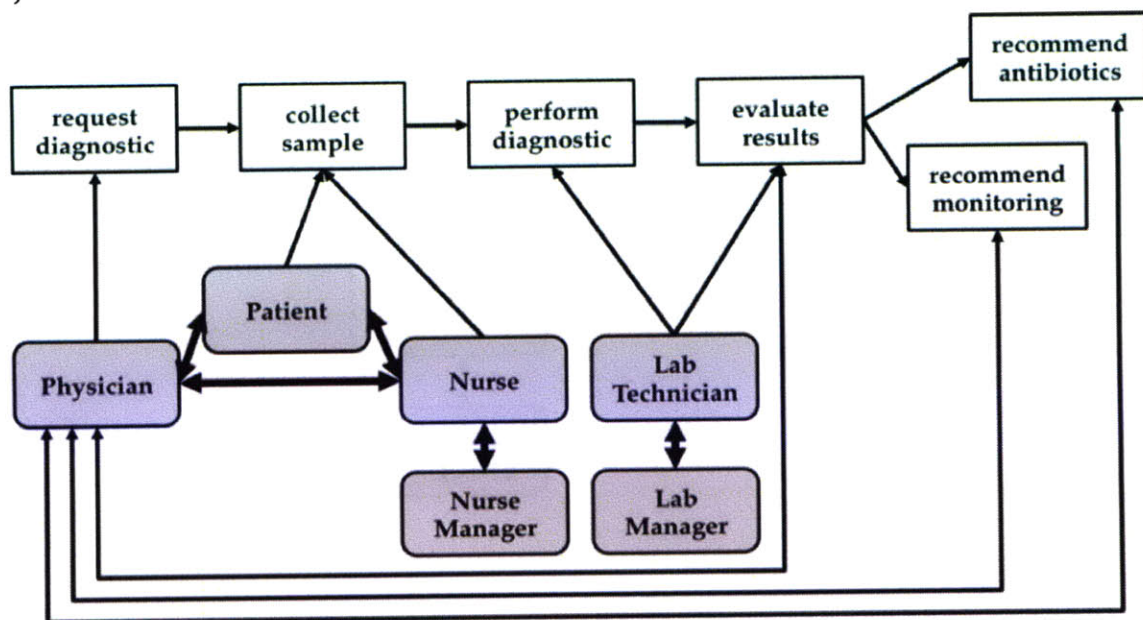 recommend
antibiotics
request
diagnostic
collect
sample
perform
diagnostic
evaluate
results
recommend
monitoring
Patient
Physician
Nurse
Lab
Technician
Nurse
Manager
Lab
Manager